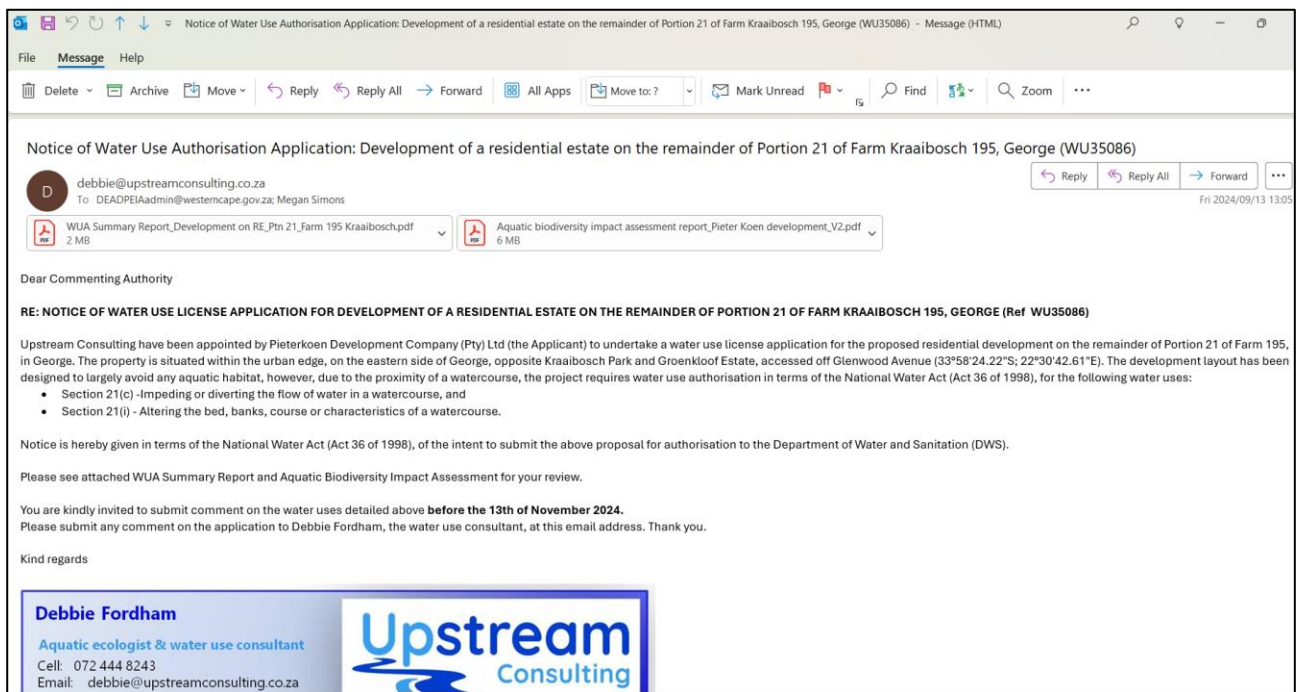 Notice of Water Use Authorisation Application: Development of a residential estate on the remainder of Portion 21 of Farm Kraaibosch 195, George (WU35086) - Message (HTML)
File Message Help
Delete Archive Move Reply Reply All Forward All Apps Move to: ? Mark Unread Find Zoom
Notice of Water Use Authorisation Application: Development of a residential estate on the remainder of Portion 21 of Farm Kraaibosch 195, George (WU35086)
D
debbie@upstreamconsulting.co.za
To DEADPEIAadmin@westerncape.gov.za; Megan Simons
Reply Reply All Forward
Fri 2024/09/13 13:05
PDF WUA Summary Report_Development on RE_Ptn 21_Farm 195 Kraaibosch.pdf
2 MB
PDF Aquatic biodiversity impact assessment report_Pieter Koen development_V2.pdf
6 MB
Dear Commenting Authority
RE: NOTICE OF WATER USE LICENSE APPLICATION FOR DEVELOPMENT OF A RESIDENTIAL ESTATE ON THE REMAINDER OF PORTION 21 OF FARM KRAAIBOSCH 195, GEORGE (Ref WU35086)
Upstream Consulting have been appointed by Pieterkoen Development Company (Pty) Ltd (the Applicant) to undertake a water use license application for the proposed residential development on the remainder of Portion 21 of Farm 195,
in George. The property is situated within the urban edge, on the eastern side of George, opposite Kraaibosch Park and Groenkloof Estate, accessed off Glenwood Avenue (33°58'24.22"S; 22°30'42.61"E). The development layout has been
designed to largely avoid any aquatic habitat, however, due to the proximity of a watercourse, the project requires water use authorisation in terms of the National Water Act (Act 36 of 1998), for the following water uses:
• Section 21(c) -Impeding or diverting the flow of water in a watercourse, and
• Section 21(i) - Altering the bed, banks, course or characteristics of a watercourse.
Notice is hereby given in terms of the National Water Act (Act 36 of 1998), of the intent to submit the above proposal for authorisation to the Department of Water and Sanitation (DWS).
Please see attached WUA Summary Report and Aquatic Biodiversity Impact Assessment for your review.
You are kindly invited to submit comment on the water uses detailed above before the 13th of November 2024.
Please submit any comment on the application to Debbie Fordham, the water use consultant, at this email address. Thank you.
Kind regards
Debbie Fordham
Aquatic ecologist & water use consultant
Cell: 072 444 8243
Email: debbie@upstreamconsulting.co.za
Upstream
Consulting